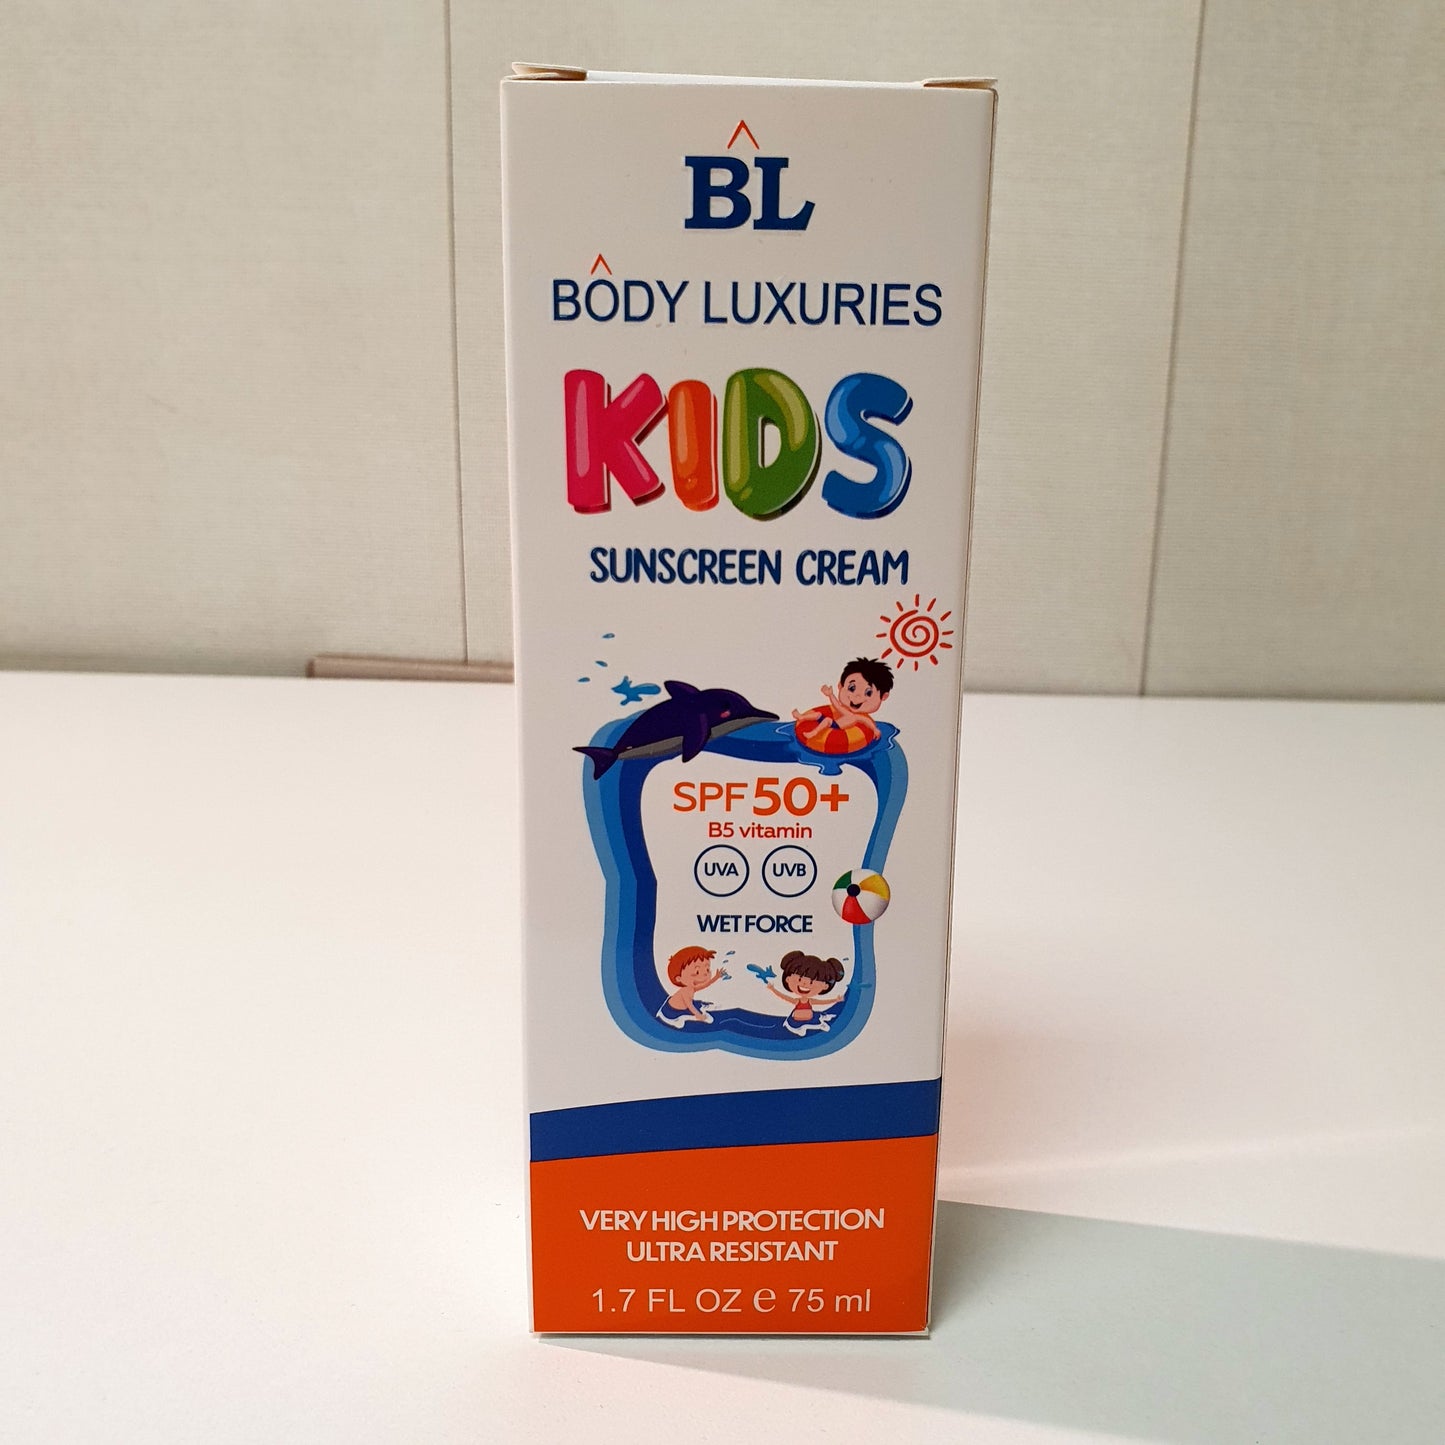 BL
BÔDY LUXURIES
KIDS
SUNSCREEN CREAM
SPF 50+
B5 vitamin
UVA UVB
WET FORCE
VERY HIGH PROTECTION
ULTRA RESISTANT
1.7 FL OZ ℮ 75 ml